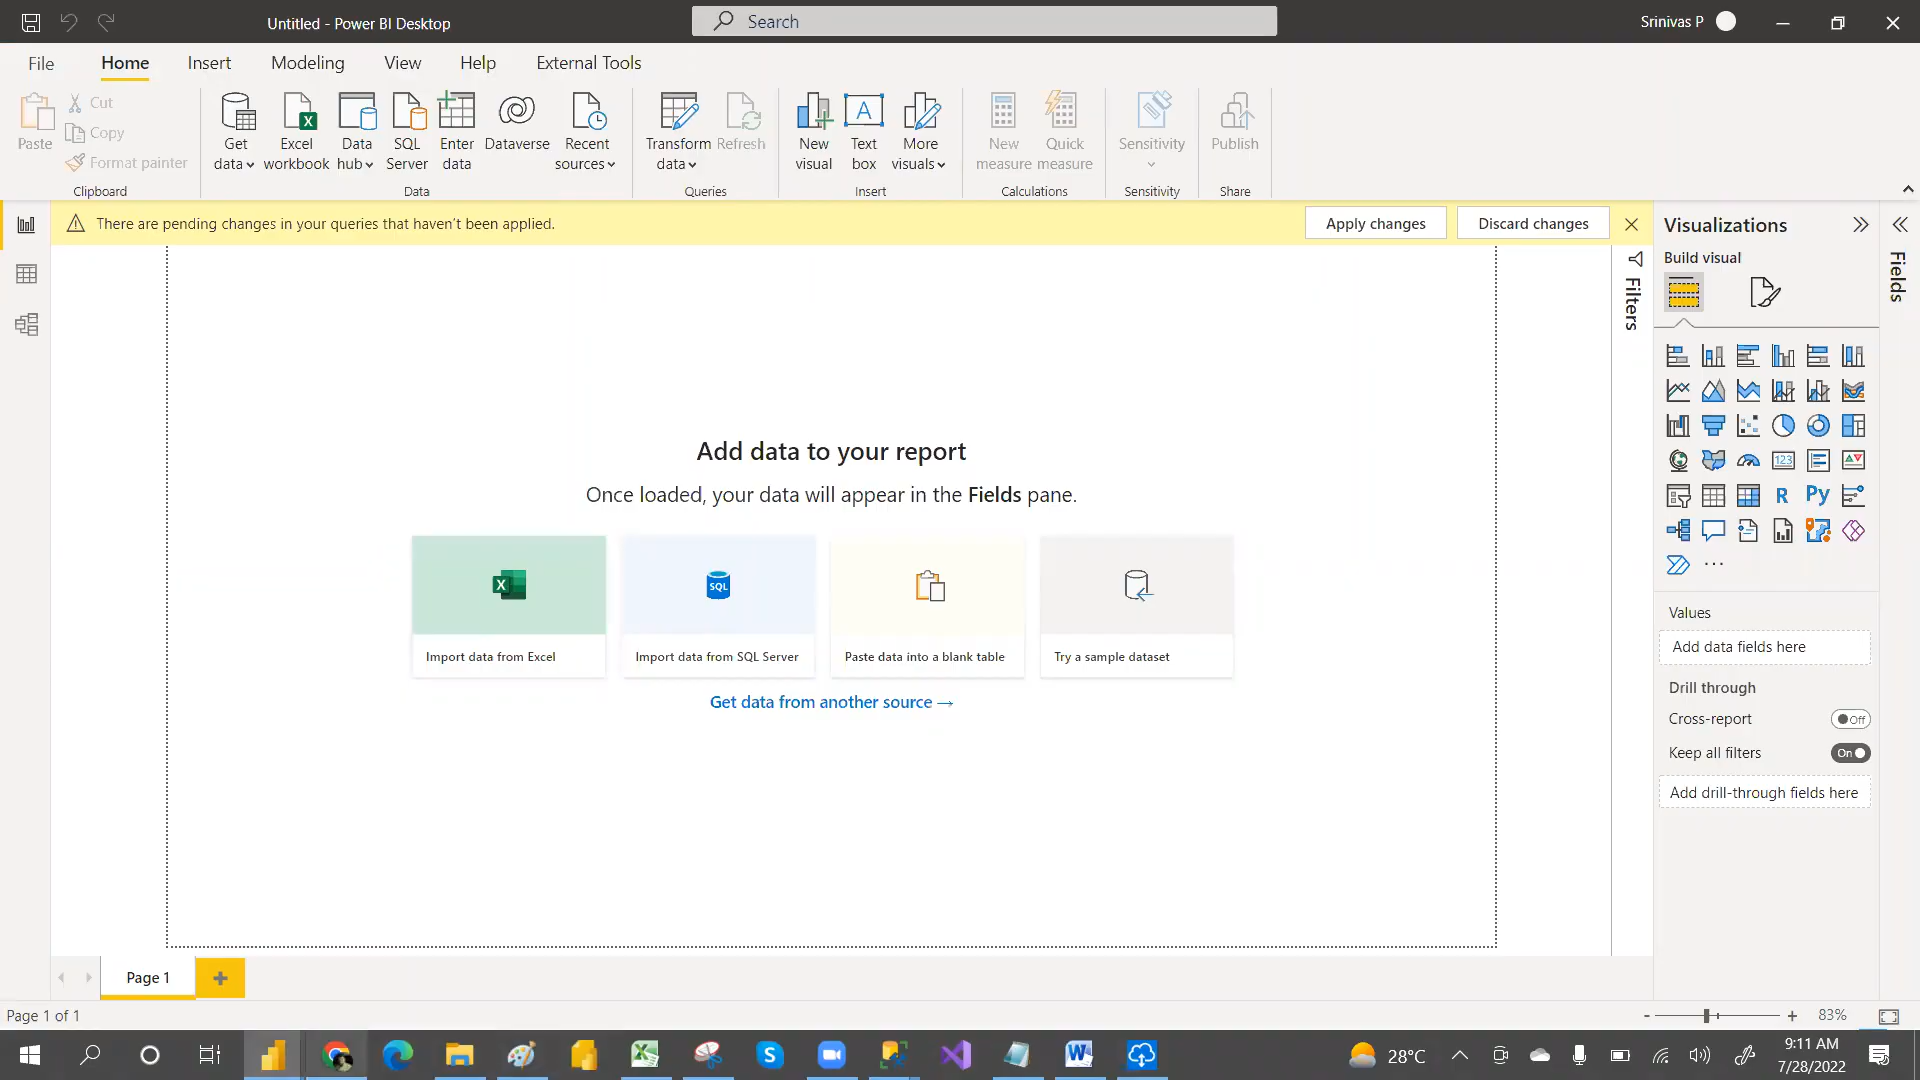 Untitled - Power BI Desktop
Search
Srinivas P
File
Home
Insert
Modeling
View
Help
External Tools
Paste
Cut
Copy
Format painter
Clipboard
Get data
Excel workbook
Data hub
SQL Server
Enter data
Dataverse
Recent sources
Data
Transform data
Refresh
Queries
New visual
A
Text box
More visuals
Insert
New measure
Quick measure
Calculations
Sensitivity
Sensitivity
Publish
Share
There are pending changes in your queries that haven't been applied.
Apply changes
Discard changes
Filters
Visualizations
Build visual
Fields
123
R
Py
Values
Add data fields here
Drill through
Cross-report
Off
Keep all filters
On
Add drill-through fields here
Add data to your report
Once loaded, your data will appear in the Fields pane.
X
SQL
Import data from Excel
Import data from SQL Server
Paste data into a blank table
Try a sample dataset
Get data from another source →
Page 1
Page 1 of 1
- + 83%
28°C
9:11 AM
7/28/2022